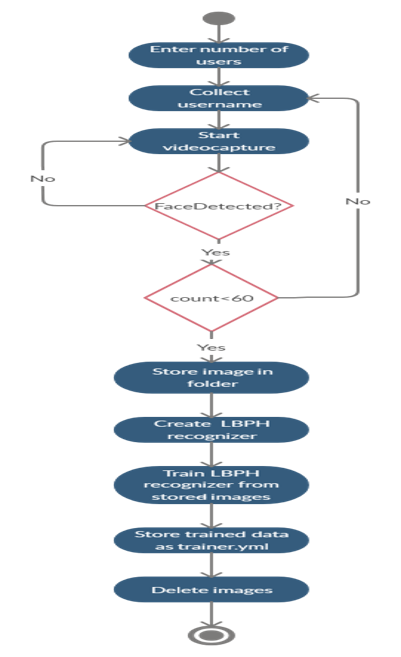 Enter number of
users
Collect
username
Start
videocapture
No
FaceDetected?
No
Yes
count<60
Yes
Store image in
folder
Create LBPH
recognizer
Train LBPH
recognizer from
stored images
Store trained data
as trainer.yml
Delete images